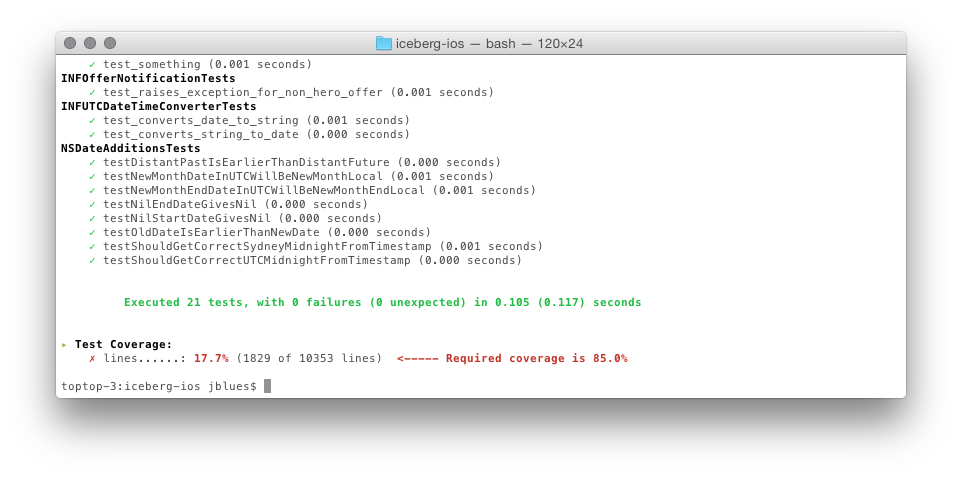 iceberg-ios — bash — 120×24
✓ test_something (0.001 seconds)
INFOfferNotificationTests
✓ test_raises_exception_for_non_hero_offer (0.001 seconds)
INFUTCDateTimeConverterTests
✓ test_converts_date_to_string (0.001 seconds)
✓ test_converts_string_to_date (0.000 seconds)
NSDateAdditionsTests
✓ testDistantPastIsEarlierThanDistantFuture (0.000 seconds)
✓ testNewMonthDateInUTCWillBeNewMonthLocal (0.001 seconds)
✓ testNewMonthEndDateInUTCWillBeNewMonthEndLocal (0.001 seconds)
✓ testNilEndDateGivesNil (0.000 seconds)
✓ testNilStartDateGivesNil (0.000 seconds)
✓ testOldDateIsEarlierThanNewDate (0.000 seconds)
✓ testShouldGetCorrectSydneyMidnightFromTimestamp (0.001 seconds)
✓ testShouldGetCorrectUTCMidnightFromTimestamp (0.000 seconds)
Executed 21 tests, with 0 failures (0 unexpected) in 0.105 (0.117) seconds
▸ Test Coverage:
✗ lines......: 17.7% (1829 of 10353 lines)  <----- Required coverage is 85.0%
toptop-3:iceberg-ios jblues$